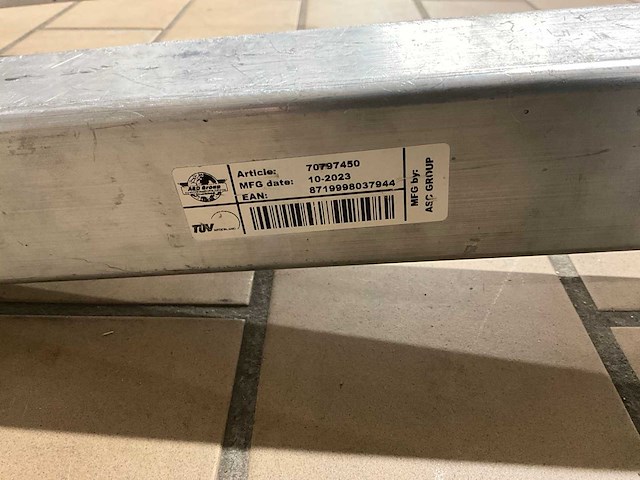 ASC Group
Article: 70797450
MFG date: 10-2023
EAN: 8719998037944
TÜV
MFG by:
ASC GROUP